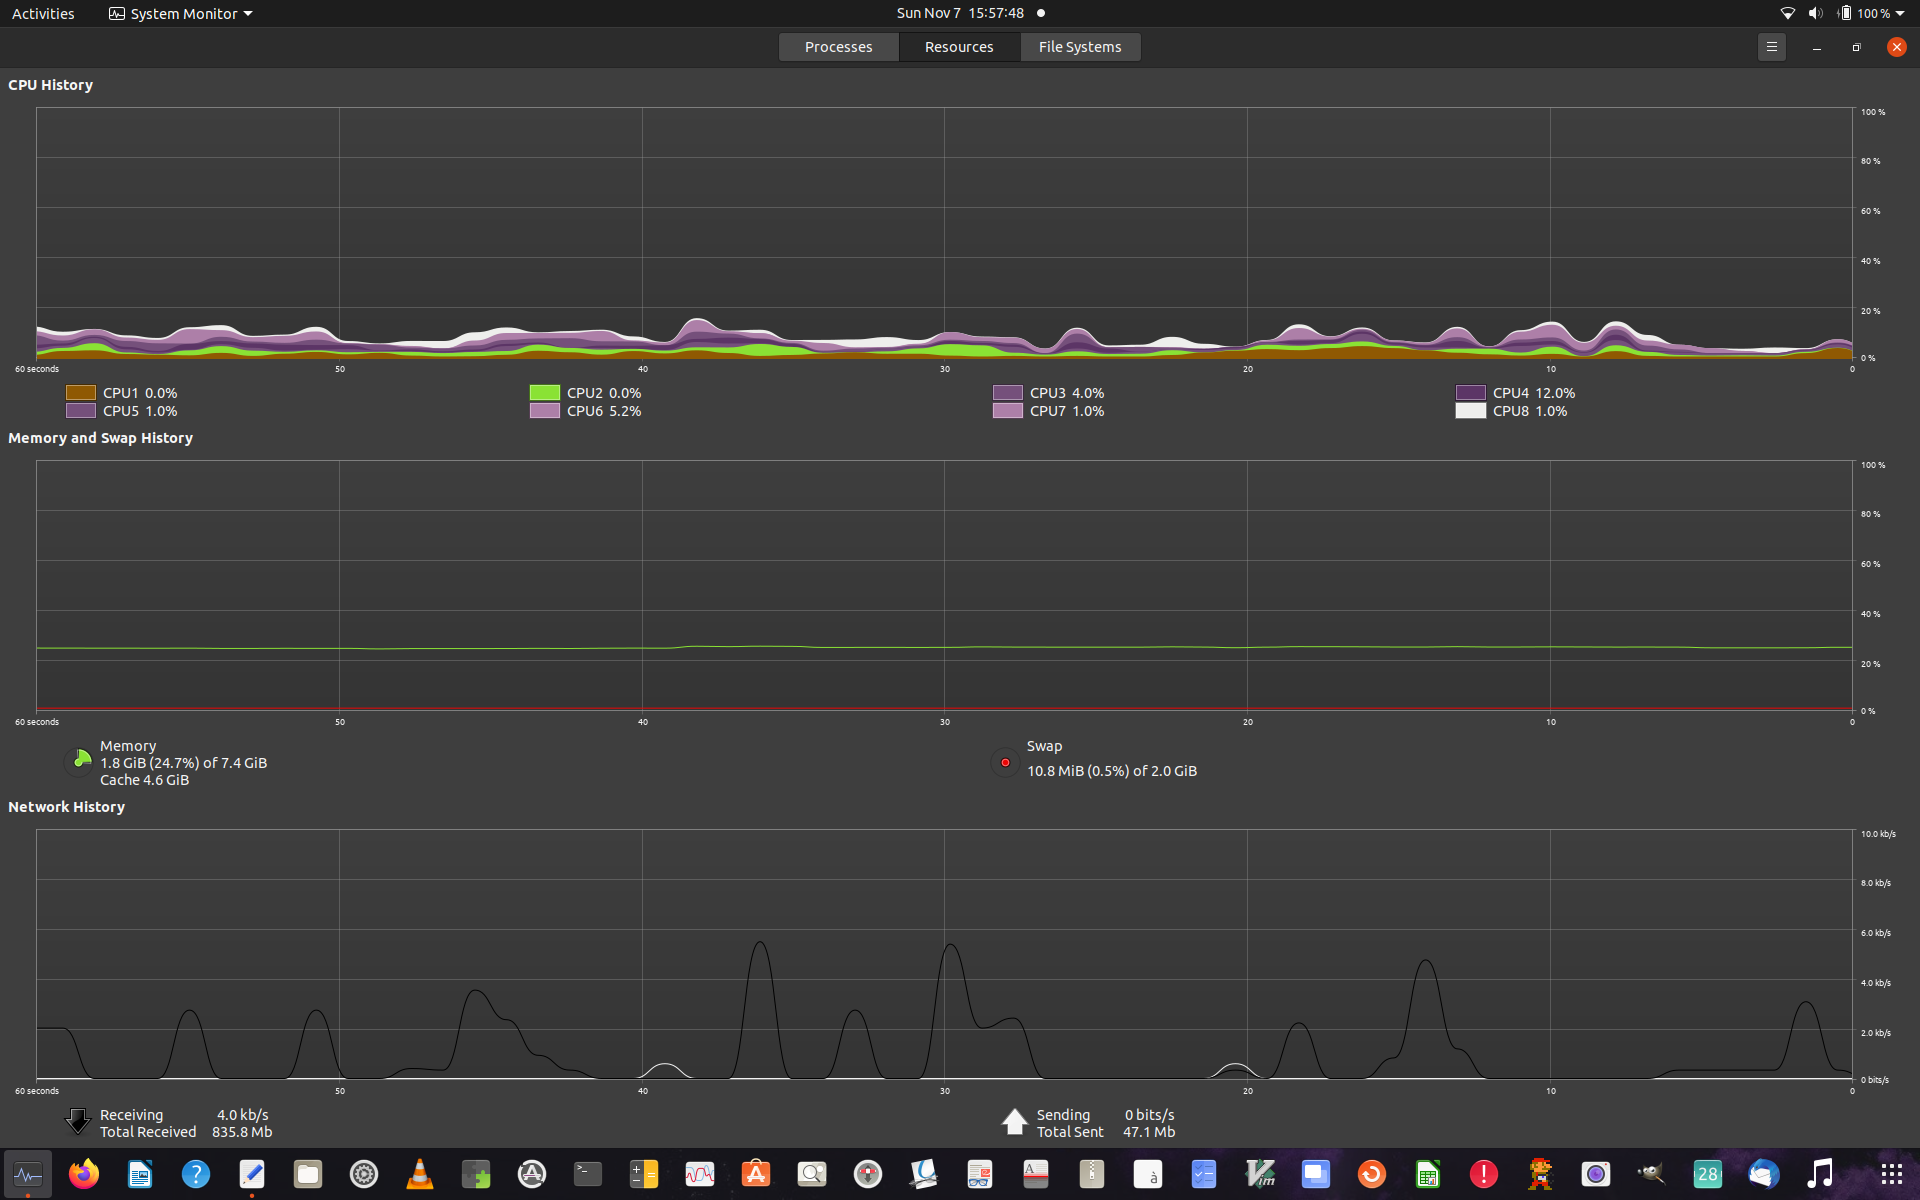 Activities System Monitor Sun Nov 7 15:57:48 100 %
Processes Resources File Systems
CPU History
100 %
80 %
60 %
40 %
20 %
0 %
60 seconds 50 40 30 20 10 0
CPU1 0.0% CPU2 0.0% CPU3 4.0% CPU4 12.0%
CPU5 1.0% CPU6 5.2% CPU7 1.0% CPU8 1.0%
Memory and Swap History
100 %
80 %
60 %
40 %
20 %
0 %
60 seconds 50 40 30 20 10 0
Memory
1.8 GiB (24.7%) of 7.4 GiB
Cache 4.6 GiB
Swap
10.8 MiB (0.5%) of 2.0 GiB
Network History
10.0 kb/s
8.0 kb/s
6.0 kb/s
4.0 kb/s
2.0 kb/s
0 bits/s
60 seconds 50 40 30 20 10 0
Receiving 4.0 kb/s Sending 0 bits/s
Total Received 835.8 Mb Total Sent 47.1 Mb
? >_ A à Vim ! 28